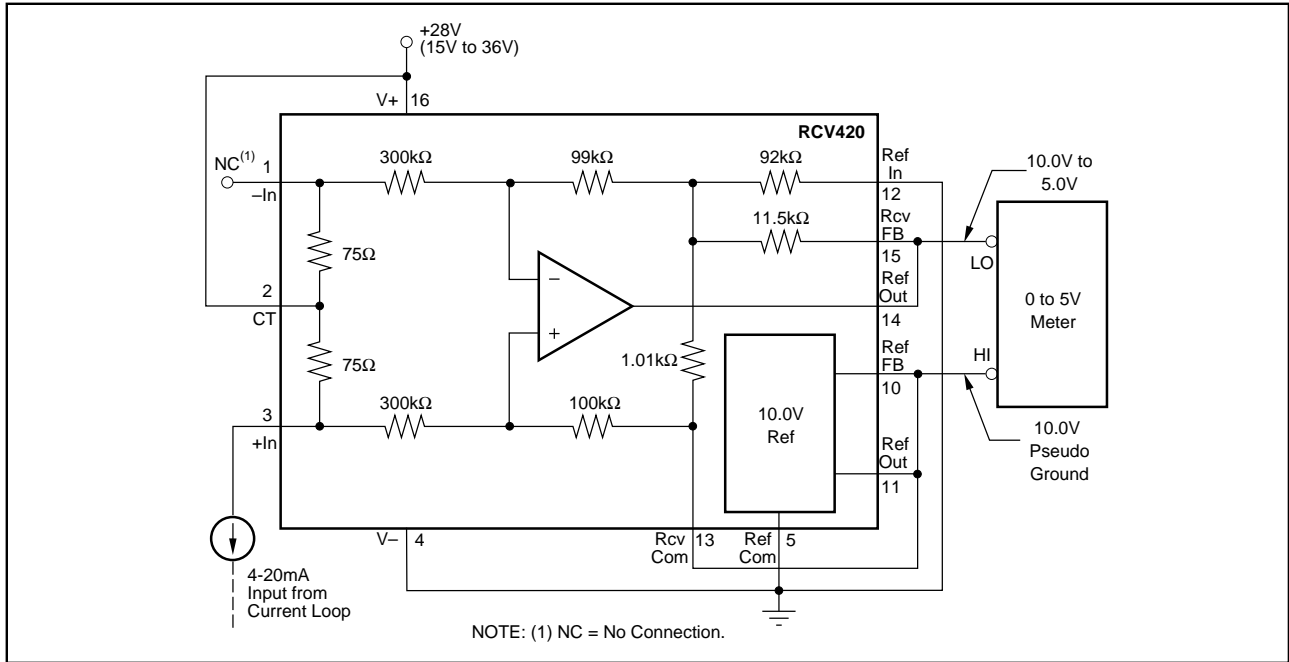 +28V
(15V to 36V)
V+
16
RCV420
NC(1)
1
–In
300kΩ
99kΩ
92kΩ
Ref
In
12
10.0V to
5.0V
11.5kΩ
Rcv
FB
15
75Ω
LO
2
CT
–
+
Ref
Out
14
0 to 5V
Meter
75Ω
1.01kΩ
Ref
FB
10
HI
3
+In
300kΩ
100kΩ
10.0V
Ref
10.0V
Pseudo
Ground
Ref
Out
11
V–
4
Rcv
Com
13
Ref
Com
5
4-20mA
Input from
Current Loop
NOTE: (1) NC = No Connection.